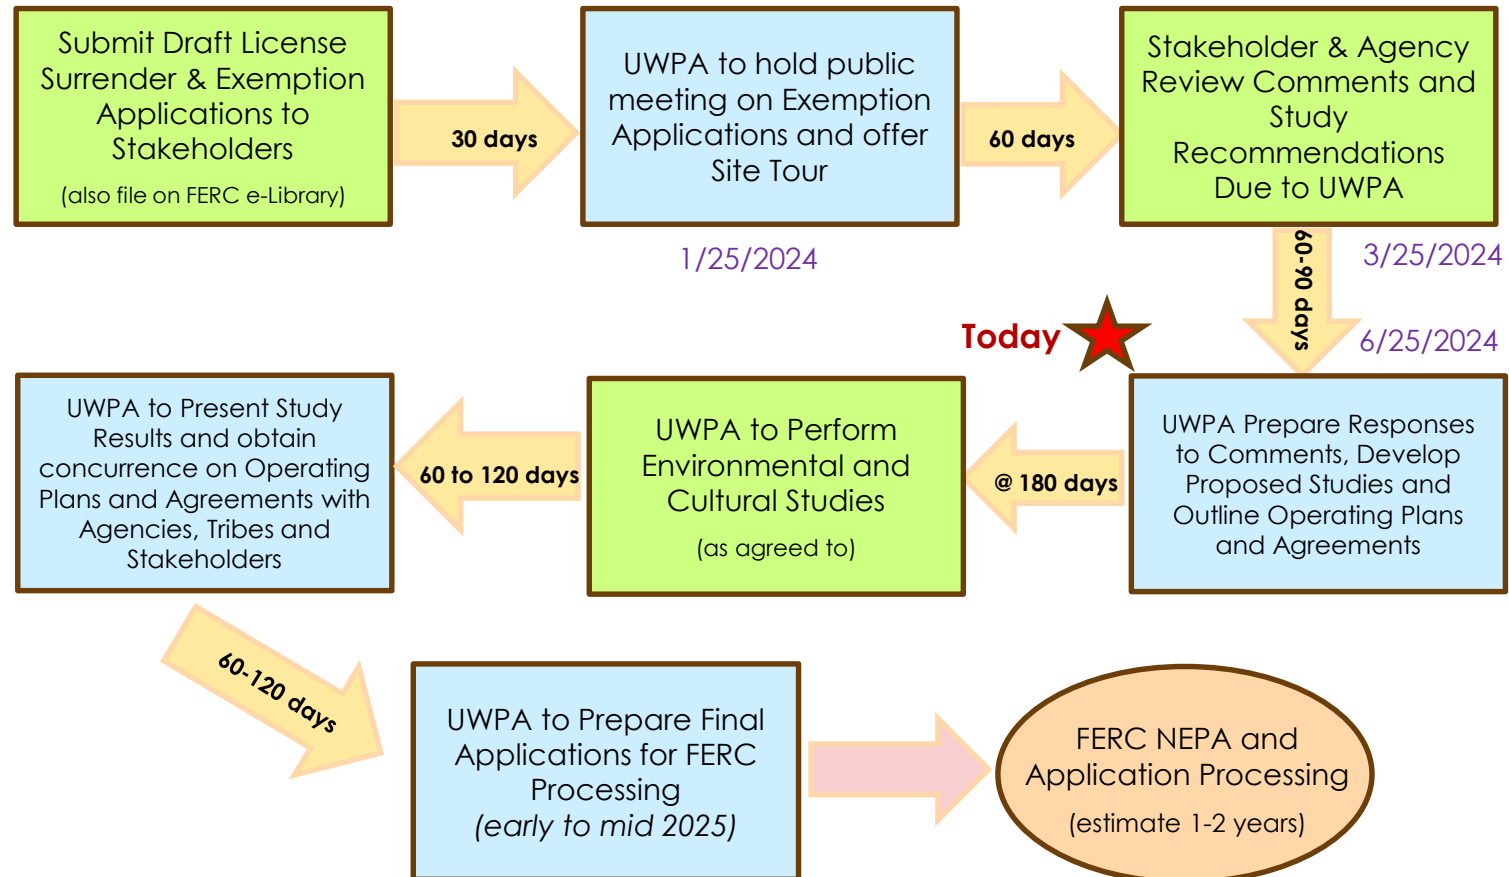 Submit Draft License
Surrender & Exemption
Applications to
Stakeholders
(also file on FERC e-Library)
30 days
UWPA to hold public
meeting on Exemption
Applications and offer
Site Tour
1/25/2024
60 days
Stakeholder & Agency
Review Comments and
Study
Recommendations
Due to UWPA
3/25/2024
60-90 days
6/25/2024
Today
UWPA Prepare Responses
to Comments, Develop
Proposed Studies and
Outline Operating Plans
and Agreements
@ 180 days
UWPA to Perform
Environmental and
Cultural Studies
(as agreed to)
60 to 120 days
UWPA to Present Study
Results and obtain
concurrence on Operating
Plans and Agreements with
Agencies, Tribes and
Stakeholders
60-120 days
UWPA to Prepare Final
Applications for FERC
Processing
(early to mid 2025)
FERC NEPA and
Application Processing
(estimate 1-2 years)